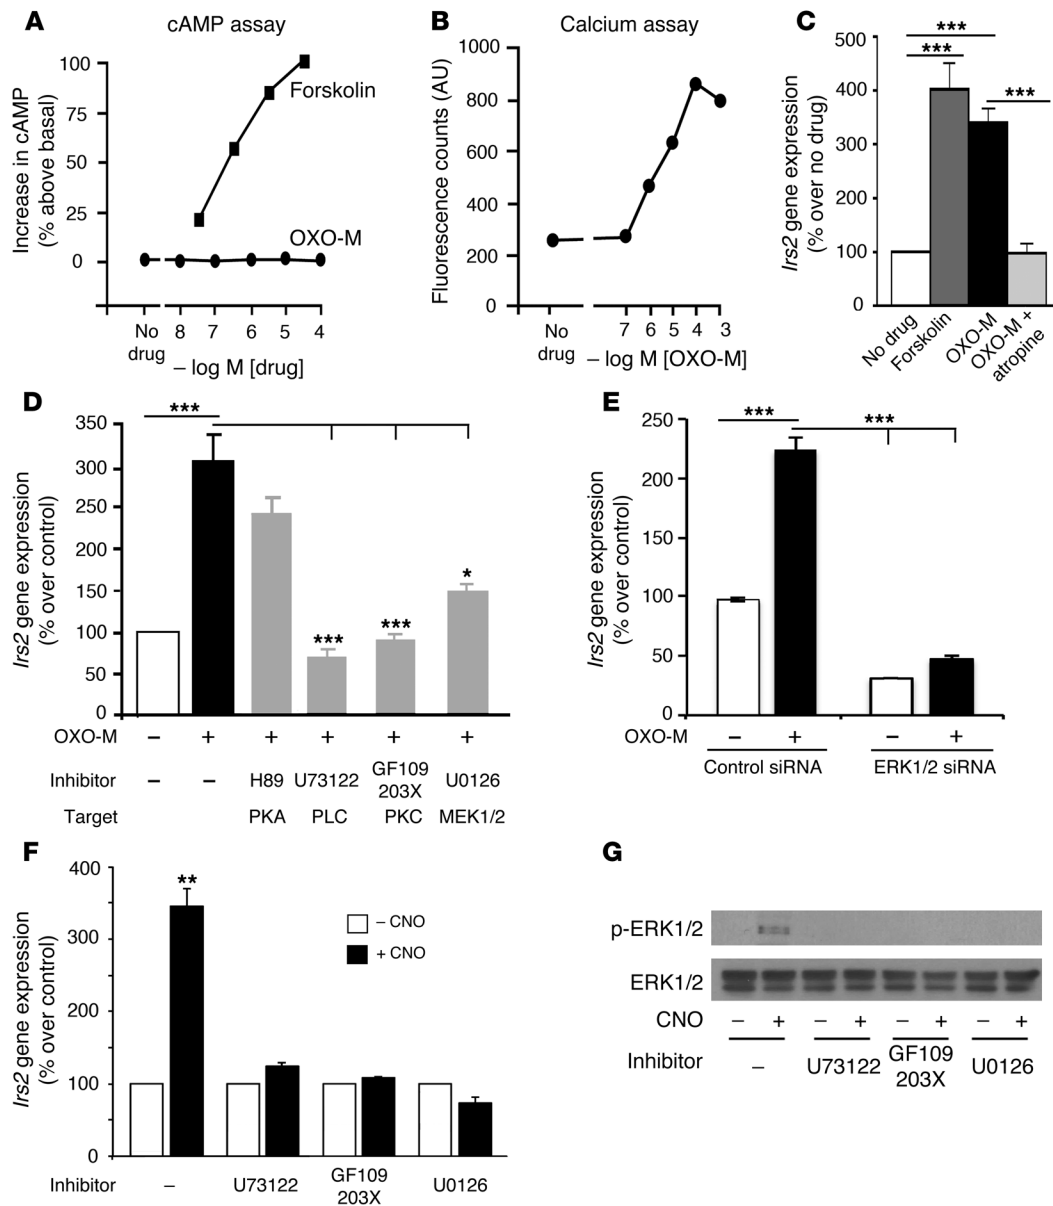 A
cAMP assay
Increase in cAMP
(% above basal)
100
75
50
25
0
Forskolin
OXO-M
No
drug
8 7 6 5 4
– log M [drug]
B
Calcium assay
Fluorescence counts (AU)
1000
800
600
400
200
0
No
drug
7 6 5 4 3
– log M [OXO-M]
C
Irs2 gene expression
(% over no drug)
500
400
300
200
100
0
***
***
***
No drug
Forskolin
OXO-M
OXO-M +
atropine
D
Irs2 gene expression
(% over control)
350
300
250
200
150
100
50
0
***
***
***
*
OXO-M – + + + + +
Inhibitor – – H89 U73122 GF109
203X U0126
Target PKA PLC PKC MEK1/2
E
Irs2 gene expression
(% over control)
250
200
150
100
50
0
***
***
OXO-M – + – +
Control siRNA ERK1/2 siRNA
F
Irs2 gene expression
(% over control)
400
300
200
100
0
**
– CNO
+ CNO
Inhibitor – U73122 GF109
203X U0126
G
p-ERK1/2
ERK1/2
CNO – + – + – + – +
Inhibitor – U73122 GF109
203X U0126